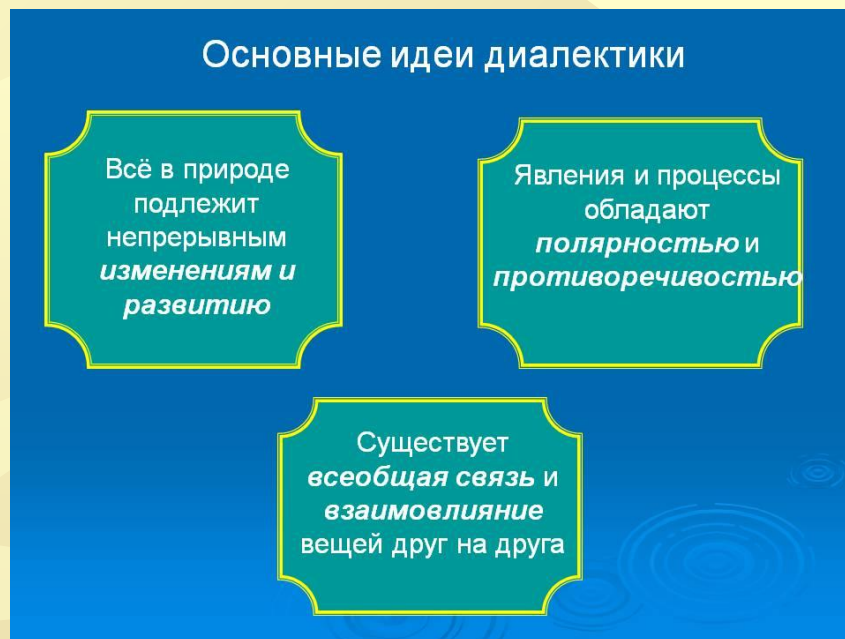 Основные идеи диалектики
Всё в природе
подлежит
непрерывным
изменениям и
развитию
Явления и процессы
обладают
полярностью и
противоречивостью
Существует
всеобщая связь и
взаимовлияние
вещей друг на друга